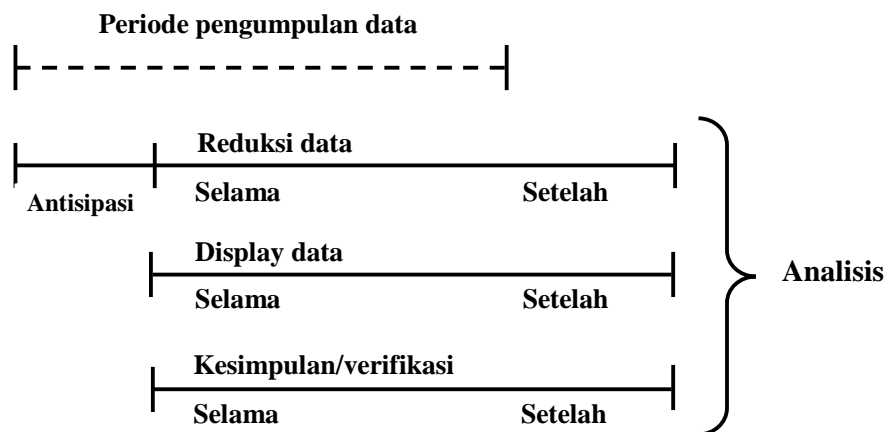 Periode pengumpulan data
Reduksi data
Antisipasi
Selama
Setelah
Display data
Selama
Setelah
Analisis
Kesimpulan/verifikasi
Selama
Setelah